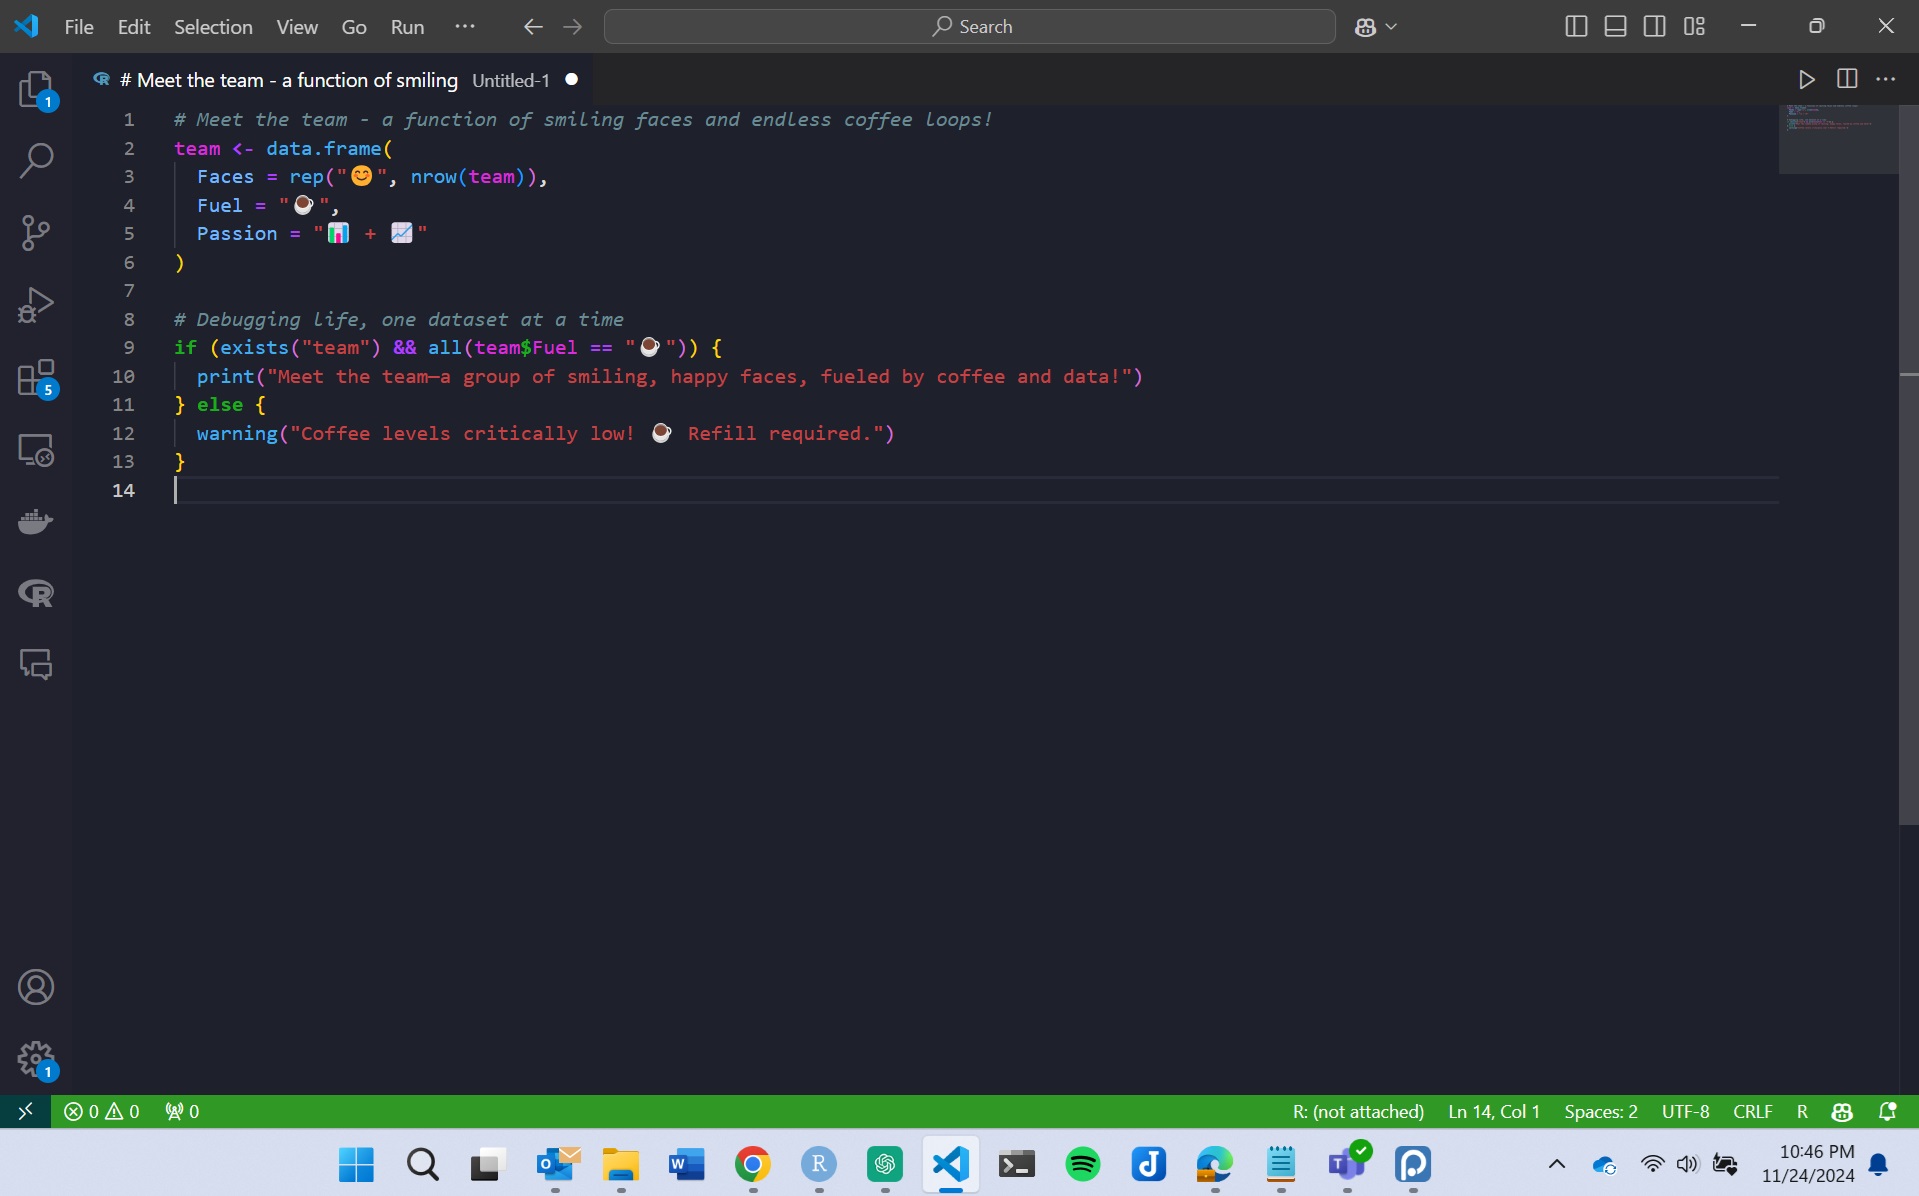 File Edit Selection View Go Run ··· Search
# Meet the team - a function of smiling Untitled-1
1 # Meet the team - a function of smiling faces and endless coffee loops!
2 team <- data.frame(
3 Faces = rep("😊", nrow(team)),
4 Fuel = "☕",
5 Passion = "📊 + 📈"
6 )
7
8 # Debugging life, one dataset at a time
9 if (exists("team") && all(team$Fuel == "☕")) {
10 print("Meet the team—a group of smiling, happy faces, fueled by coffee and data!")
11 } else {
12 warning("Coffee levels critically low! ☕ Refill required.")
13 }
14
1
5
1
0 0 0 R: (not attached) Ln 14, Col 1 Spaces: 2 UTF-8 CRLF R
10:46 PM
11/24/2024